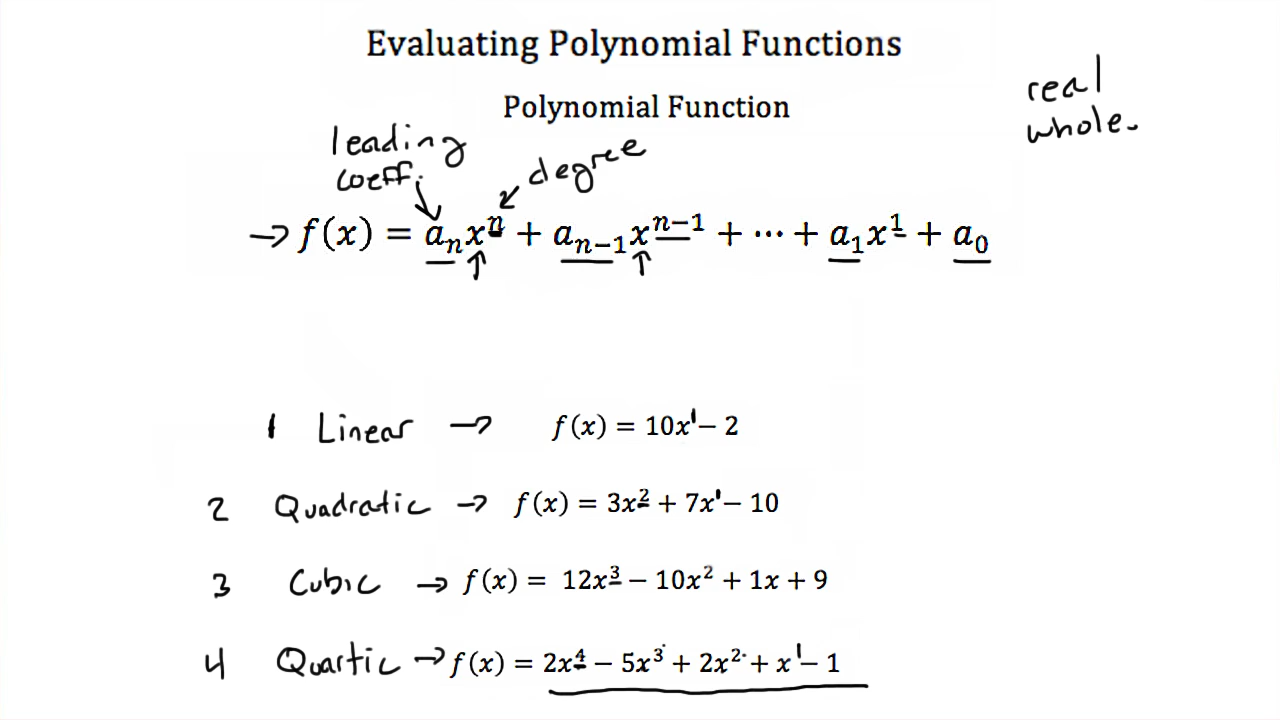 Evaluating Polynomial Functions
real
whole.
Polynomial Function
leading
coeff.
degree
→ f(x) = aₙxⁿ + aₙ₋₁xⁿ⁻¹ + ⋯ + a₁x¹ + a₀
1 Linear → f(x) = 10x¹ − 2
2 Quadratic → f(x) = 3x² + 7x¹ − 10
3 Cubic → f(x) = 12x³ − 10x² + 1x + 9
4 Quartic → f(x) = 2x⁴ − 5x³ + 2x² + x¹ − 1